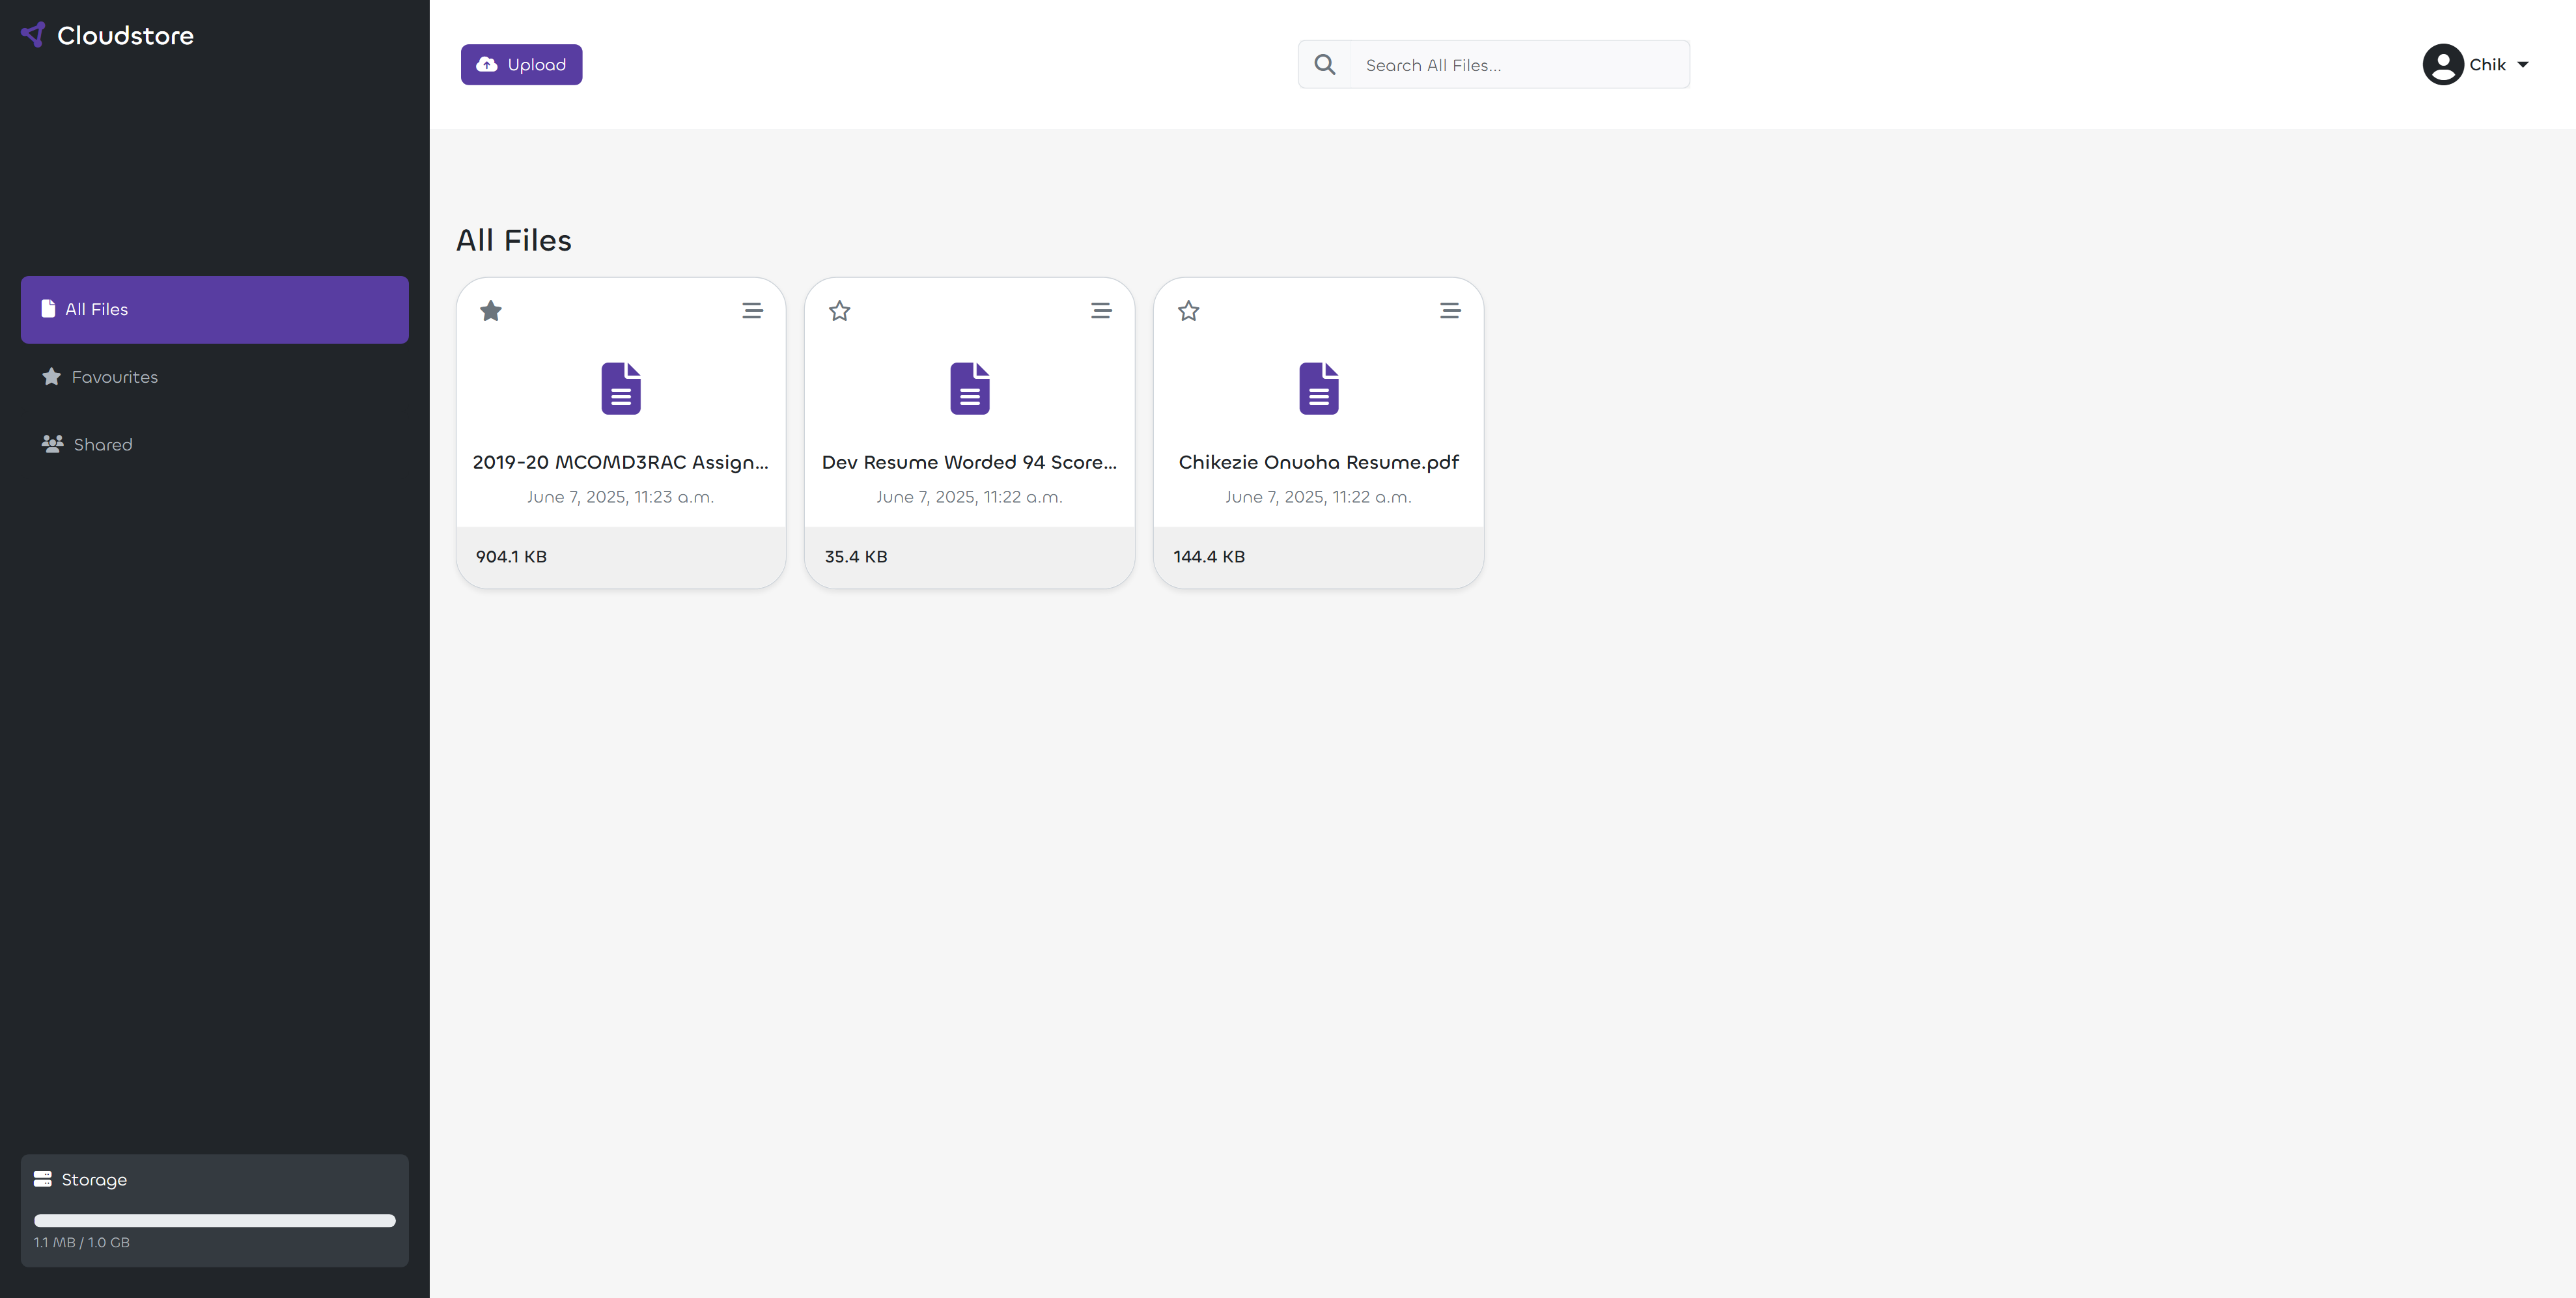 Cloudstore
Upload
Search All Files...
Chik
All Files
Favourites
Shared
All Files
2019-20 MCOMD3RAC Assign...
June 7, 2025, 11:23 a.m.
904.1 KB
Dev Resume Worded 94 Score...
June 7, 2025, 11:22 a.m.
35.4 KB
Chikezie Onuoha Resume.pdf
June 7, 2025, 11:22 a.m.
144.4 KB
Storage
1.1 MB / 1.0 GB